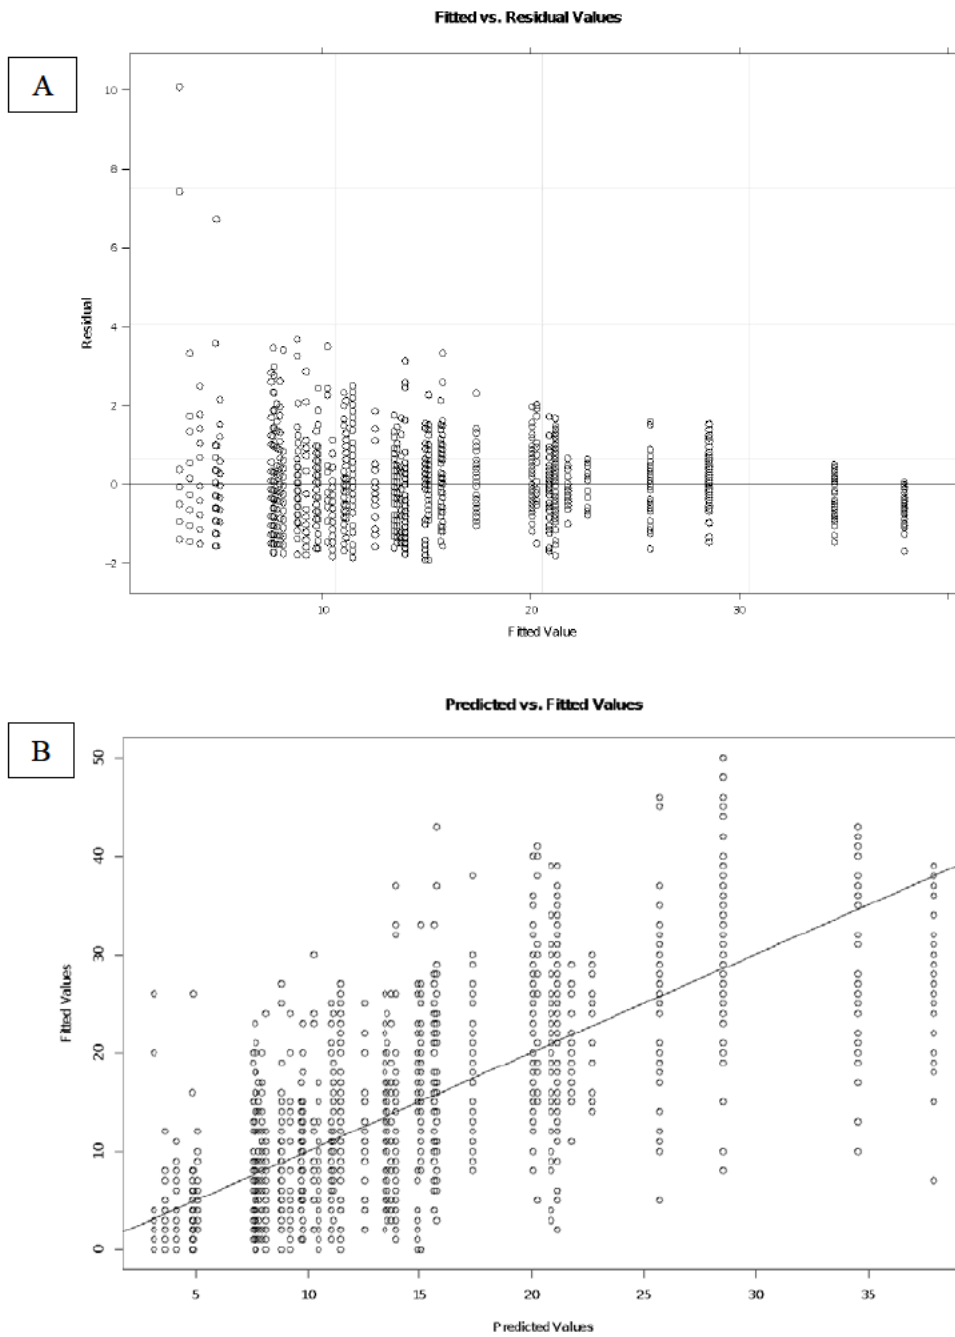 Fitted vs. Residual Values
A
10
8
6
4
2
0
-2
Residual
10 20 30
Fitted Value
Predicted vs. Fitted Values
B
50
40
30
20
10
0
Fitted Values
5 10 15 20 25 30 35
Predicted Values